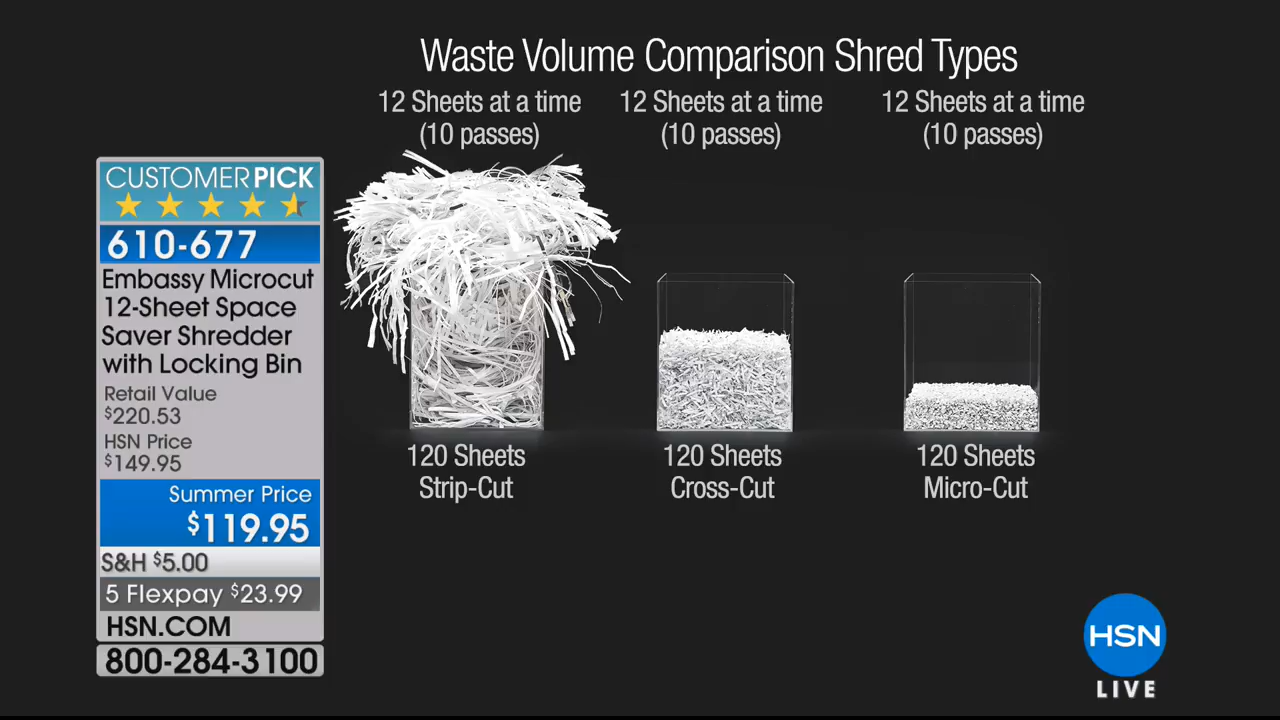 Waste Volume Comparison Shred Types
12 Sheets at a time
(10 passes)
12 Sheets at a time
(10 passes)
12 Sheets at a time
(10 passes)
120 Sheets
Strip-Cut
120 Sheets
Cross-Cut
120 Sheets
Micro-Cut
CUSTOMERPICK
610-677
Embassy Microcut
12-Sheet Space
Saver Shredder
with Locking Bin
Retail Value
$220.53
HSN Price
$149.95
Summer Price
$119.95
S&H $5.00
5 Flexpay $23.99
HSN.COM
800-284-3100
HSN
LIVE